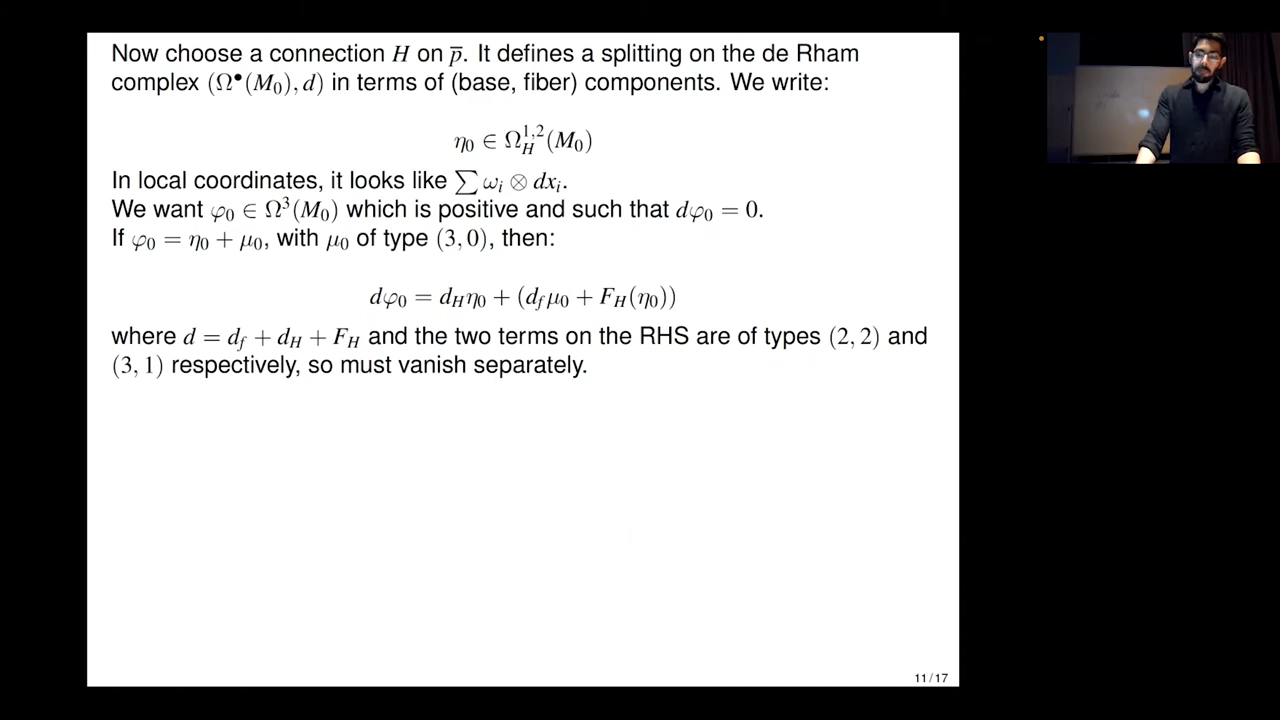 Now choose a connection H on p̅. It defines a splitting on the de Rham
complex (Ω•(M₀), d) in terms of (base, fiber) components. We write:
η₀ ∈ Ω_H^{1,2}(M₀)
In local coordinates, it looks like ∑ ωᵢ ⊗ dxᵢ.
We want φ₀ ∈ Ω³(M₀) which is positive and such that dφ₀ = 0.
If φ₀ = η₀ + μ₀, with μ₀ of type (3, 0), then:
dφ₀ = d_Hη₀ + (d_fμ₀ + F_H(η₀))
where d = d_f + d_H + F_H and the two terms on the RHS are of types (2, 2) and
(3, 1) respectively, so must vanish separately.
11 / 17